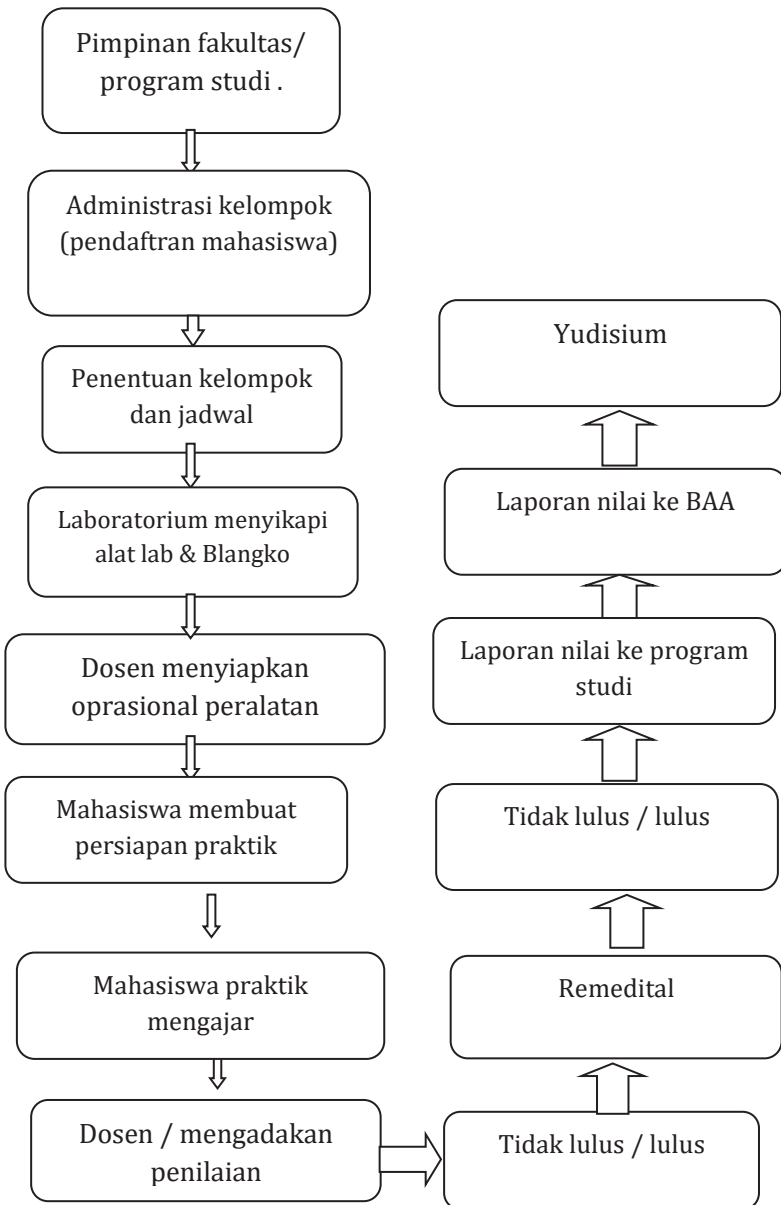 Pimpinan fakultas/
program studi .
Administrasi kelompok
(pendaftran mahasiswa)
Penentuan kelompok
dan jadwal
Laboratorium menyikapi
alat lab & Blangko
Dosen menyiapkan
oprasional peralatan
Mahasiswa membuat
persiapan praktik
Mahasiswa praktik
mengajar
Dosen / mengadakan
penilaian
Tidak lulus / lulus
Remedital
Tidak lulus / lulus
Laporan nilai ke program
studi
Laporan nilai ke BAA
Yudisium